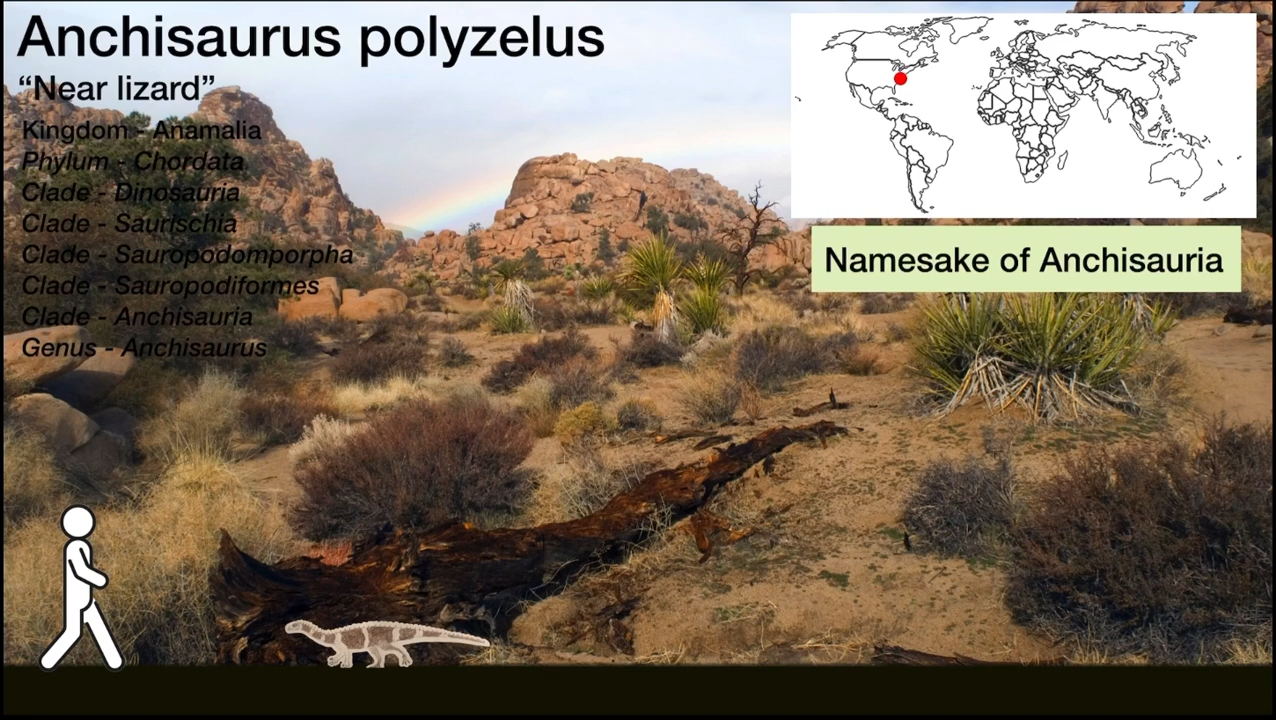 Anchisaurus polyzelus
“Near lizard”
Kingdom - Anamalia
Phylum - Chordata
Clade - Dinosauria
Clade - Saurischia
Clade - Sauropodomporpha
Clade - Sauropodiformes
Clade - Anchisauria
Genus - Anchisaurus
Namesake of Anchisauria